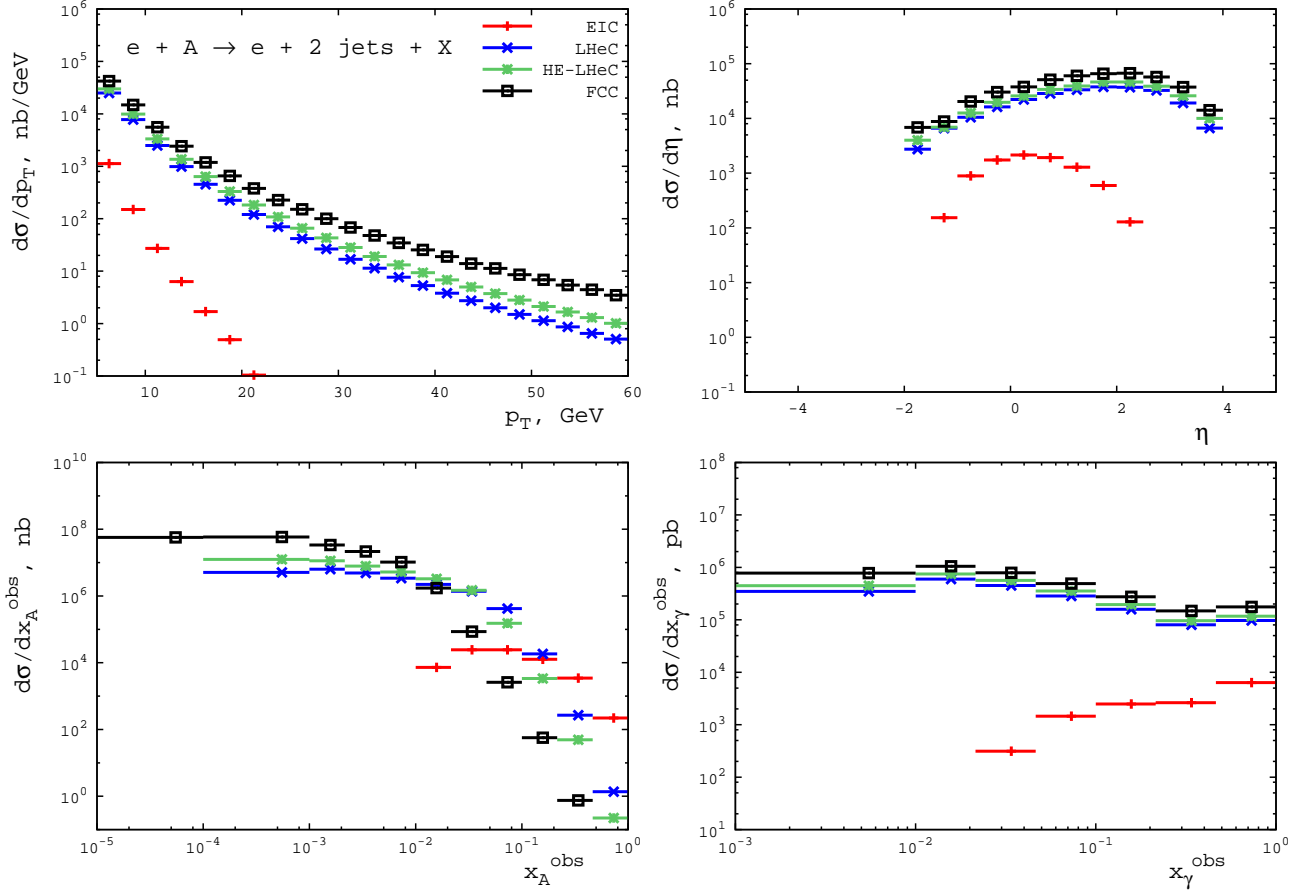 e + A → e + 2 jets + X
EIC
LHeC
HE-LHeC
FCC
dσ/dp_T, nb/GeV
10^6
10^5
10^4
10^3
10^2
10^1
10^0
10^-1
10 20 30 40 50 60
p_T, GeV
dσ/dη, nb
10^6
10^5
10^4
10^3
10^2
10^1
10^0
10^-1
-4 -2 0 2 4
η
dσ/dx_A^obs, nb
10^10
10^8
10^6
10^4
10^2
10^0
10^-5 10^-4 10^-3 10^-2 10^-1 10^0
x_A^obs
dσ/dx_γ^obs, pb
10^8
10^7
10^6
10^5
10^4
10^3
10^2
10^1
10^-3 10^-2 10^-1 10^0
x_γ^obs